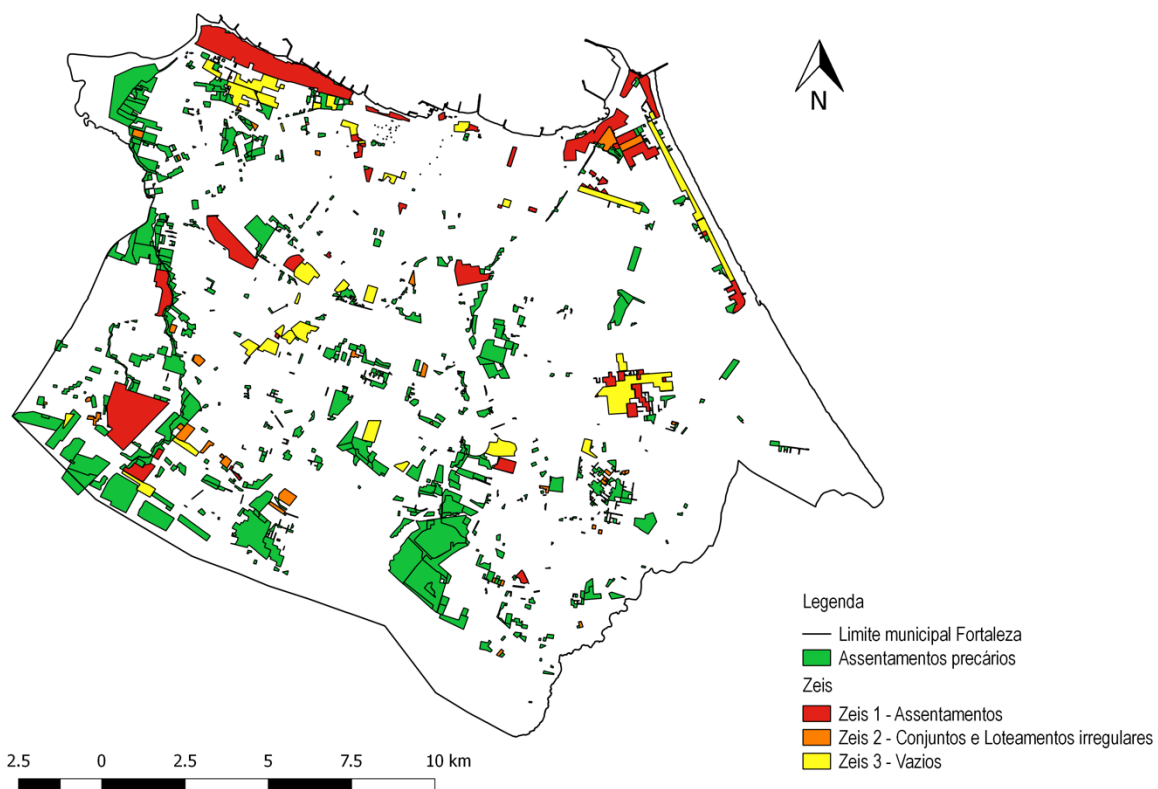 N
Legenda
Limite municipal Fortaleza
Assentamentos precários
Zeis
Zeis 1 - Assentamentos
Zeis 2 - Conjuntos e Loteamentos irregulares
Zeis 3 - Vazios
2.5 0 2.5 5 7.5 10 km